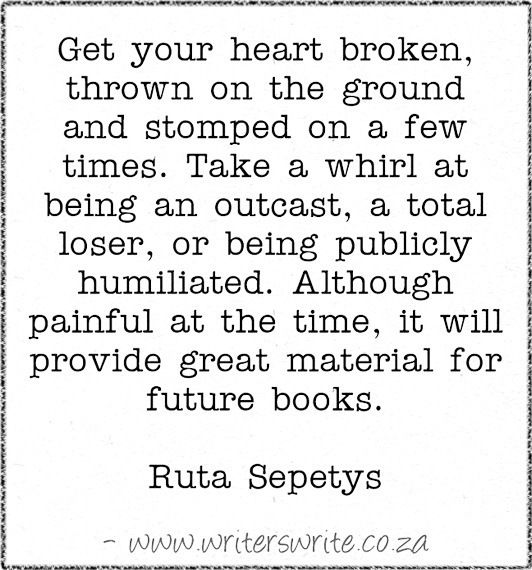 Get your heart broken,
thrown on the ground
and stomped on a few
times. Take a whirl at
being an outcast, a total
loser, or being publicly
humiliated. Although
painful at the time, it will
provide great material for
future books.
Ruta Sepetys
- www.writerswrite.co.za